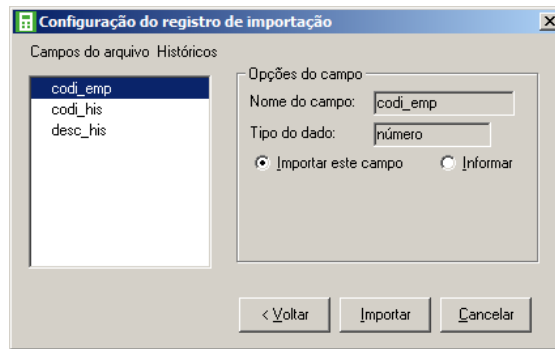 Configuração do registro de importação
Campos do arquivo Históricos
codi_emp
codi_his
desc_his
Opções do campo
Nome do campo: codi_emp
Tipo do dado: número
Importar este campo Informar
< Voltar Importar Cancelar